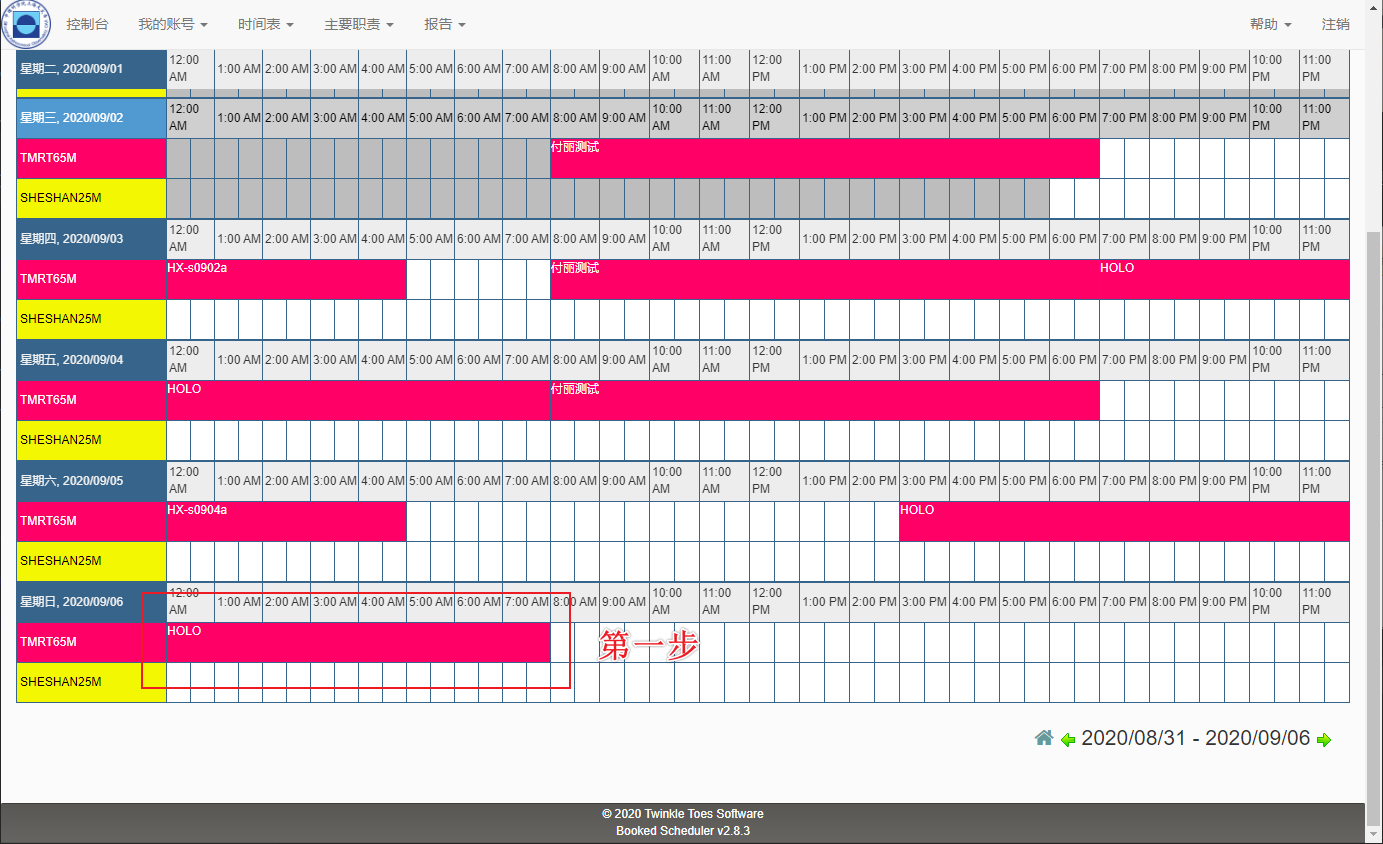 控制台 我的账号 时间表 主要职责 报告 帮助 注销
星期二, 2020/09/01 12:00 AM 1:00 AM 2:00 AM 3:00 AM 4:00 AM 5:00 AM 6:00 AM 7:00 AM 8:00 AM 9:00 AM 10:00 AM 11:00 AM 12:00 PM 1:00 PM 2:00 PM 3:00 PM 4:00 PM 5:00 PM 6:00 PM 7:00 PM 8:00 PM 9:00 PM 10:00 PM 11:00 PM
星期三, 2020/09/02 12:00 AM 1:00 AM 2:00 AM 3:00 AM 4:00 AM 5:00 AM 6:00 AM 7:00 AM 8:00 AM 9:00 AM 10:00 AM 11:00 AM 12:00 PM 1:00 PM 2:00 PM 3:00 PM 4:00 PM 5:00 PM 6:00 PM 7:00 PM 8:00 PM 9:00 PM 10:00 PM 11:00 PM
TMRT65M 付丽测试
SHESHAN25M
星期四, 2020/09/03 12:00 AM 1:00 AM 2:00 AM 3:00 AM 4:00 AM 5:00 AM 6:00 AM 7:00 AM 8:00 AM 9:00 AM 10:00 AM 11:00 AM 12:00 PM 1:00 PM 2:00 PM 3:00 PM 4:00 PM 5:00 PM 6:00 PM 7:00 PM 8:00 PM 9:00 PM 10:00 PM 11:00 PM
TMRT65M HX-s0902a 付丽测试 HOLO
SHESHAN25M
星期五, 2020/09/04 12:00 AM 1:00 AM 2:00 AM 3:00 AM 4:00 AM 5:00 AM 6:00 AM 7:00 AM 8:00 AM 9:00 AM 10:00 AM 11:00 AM 12:00 PM 1:00 PM 2:00 PM 3:00 PM 4:00 PM 5:00 PM 6:00 PM 7:00 PM 8:00 PM 9:00 PM 10:00 PM 11:00 PM
TMRT65M HOLO 付丽测试
SHESHAN25M
星期六, 2020/09/05 12:00 AM 1:00 AM 2:00 AM 3:00 AM 4:00 AM 5:00 AM 6:00 AM 7:00 AM 8:00 AM 9:00 AM 10:00 AM 11:00 AM 12:00 PM 1:00 PM 2:00 PM 3:00 PM 4:00 PM 5:00 PM 6:00 PM 7:00 PM 8:00 PM 9:00 PM 10:00 PM 11:00 PM
TMRT65M HX-s0904a HOLO
SHESHAN25M
星期日, 2020/09/06 12:00 AM 1:00 AM 2:00 AM 3:00 AM 4:00 AM 5:00 AM 6:00 AM 7:00 AM 8:00 AM 9:00 AM 10:00 AM 11:00 AM 12:00 PM 1:00 PM 2:00 PM 3:00 PM 4:00 PM 5:00 PM 6:00 PM 7:00 PM 8:00 PM 9:00 PM 10:00 PM 11:00 PM
TMRT65M HOLO 第一步
SHESHAN25M
2020/08/31 - 2020/09/06
© 2020 Twinkle Toes Software
Booked Scheduler v2.8.3